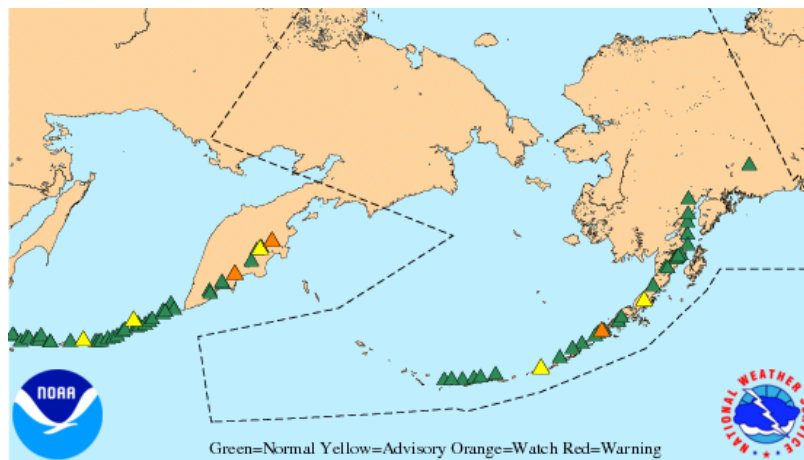 NOAA
NATIONAL WEATHER SERVICE
Green=Normal Yellow=Advisory Orange=Watch Red=Warning